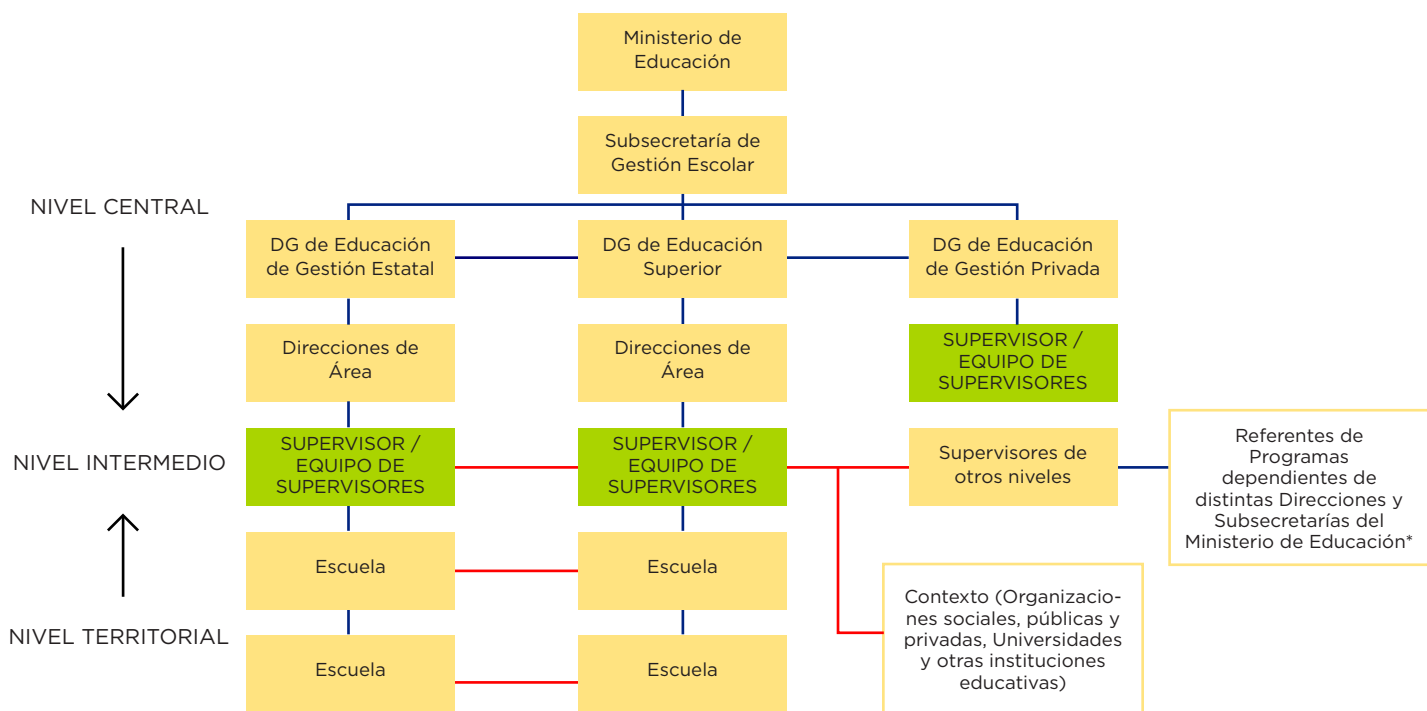 Ministerio de
Educación
Subsecretaría de
Gestión Escolar
NIVEL CENTRAL
DG de Educación
de Gestión Estatal
DG de Educación
Superior
DG de Educación
de Gestión Privada
Direcciones de
Área
Direcciones de
Área
SUPERVISOR /
EQUIPO DE
SUPERVISORES
NIVEL INTERMEDIO
SUPERVISOR /
EQUIPO DE
SUPERVISORES
SUPERVISOR /
EQUIPO DE
SUPERVISORES
Supervisores de
otros niveles
Referentes de
Programas
dependientes de
distintas Direcciones y
Subsecretarías del
Ministerio de Educación*
Escuela
Escuela
NIVEL TERRITORIAL
Contexto (Organizacio-
nes sociales, públicas y
privadas, Universidades
y otras instituciones
educativas)
Escuela
Escuela